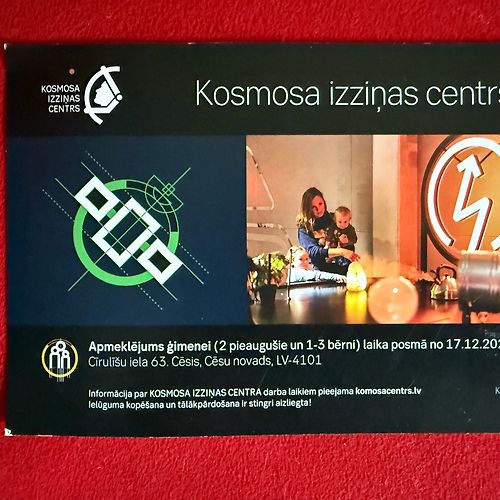 KOSMOSA
IZZIŅAS
CENTRS
Kosmosa izziņas centrs
Apmeklējums ģimenei (2 pieaugušie un 1-3 bērni) laika posmā no 17.12.202
Cīrulīšu iela 63. Cēsis, Cēsu novads, LV-4101
Informācija par KOSMOSA IZZIŅAS CENTRA darba laikiem pieejama komosacentrs.lv
Ielūguma kopēšana un tālākpārdošana ir stingri aizliegta!